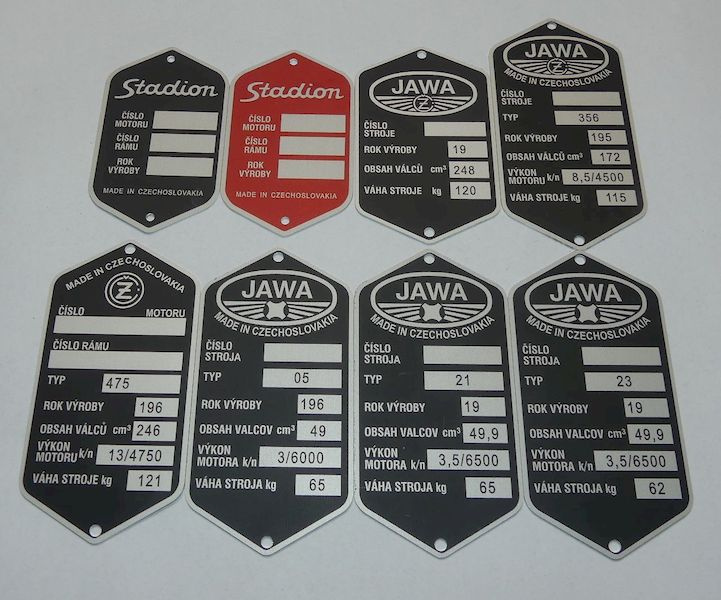 Stadion
ČÍSLO
MOTORU
ČÍSLO
RÁMU
ROK
VÝROBY
MADE IN CZECHOSLOVAKIA
Stadion
ČÍSLO
MOTORU
ČÍSLO
RÁMU
ROK
VÝROBY
MADE IN CZECHOSLOVAKIA
JAWA
ČZ
ČÍSLO
STROJE
ROK VÝROBY 19
OBSAH VÁLCŮ cm³ 248
VÁHA STROJE kg 120
JAWA
ČZ
MADE IN CZECHOSLOVAKIA
ČÍSLO
STROJE
TYP 356
ROK VÝROBY 195
OBSAH VÁLCŮ cm³ 172
VÝKON
MOTORU k/n 8,5/4500
VÁHA STROJE kg 115
MADE IN CZECHOSLOVAKIA
ČZ
ČÍSLO MOTORU
ČÍSLO RÁMU
TYP 475
ROK VÝROBY 196
OBSAH VÁLCŮ cm³ 246
VÝKON
MOTORU k/n 13/4750
VÁHA STROJE kg 121
JAWA
MADE IN CZECHOSLOVAKIA
ČÍSLO
STROJA
TYP 05
ROK VÝROBY 196
OBSAH VALCOV cm³ 49
VÝKON
MOTORA k/n 3/6000
VÁHA STROJA kg 65
JAWA
MADE IN CZECHOSLOVAKIA
ČÍSLO
STROJA
TYP 21
ROK VÝROBY 19
OBSAH VALCOV cm³ 49,9
VÝKON
MOTORA k/n 3,5/6500
VÁHA STROJA kg 65
JAWA
MADE IN CZECHOSLOVAKIA
ČÍSLO
STROJA
TYP 23
ROK VÝROBY 19
OBSAH VALCOV cm³ 49,9
VÝKON
MOTORA k/n 3,5/6500
VÁHA STROJA kg 62